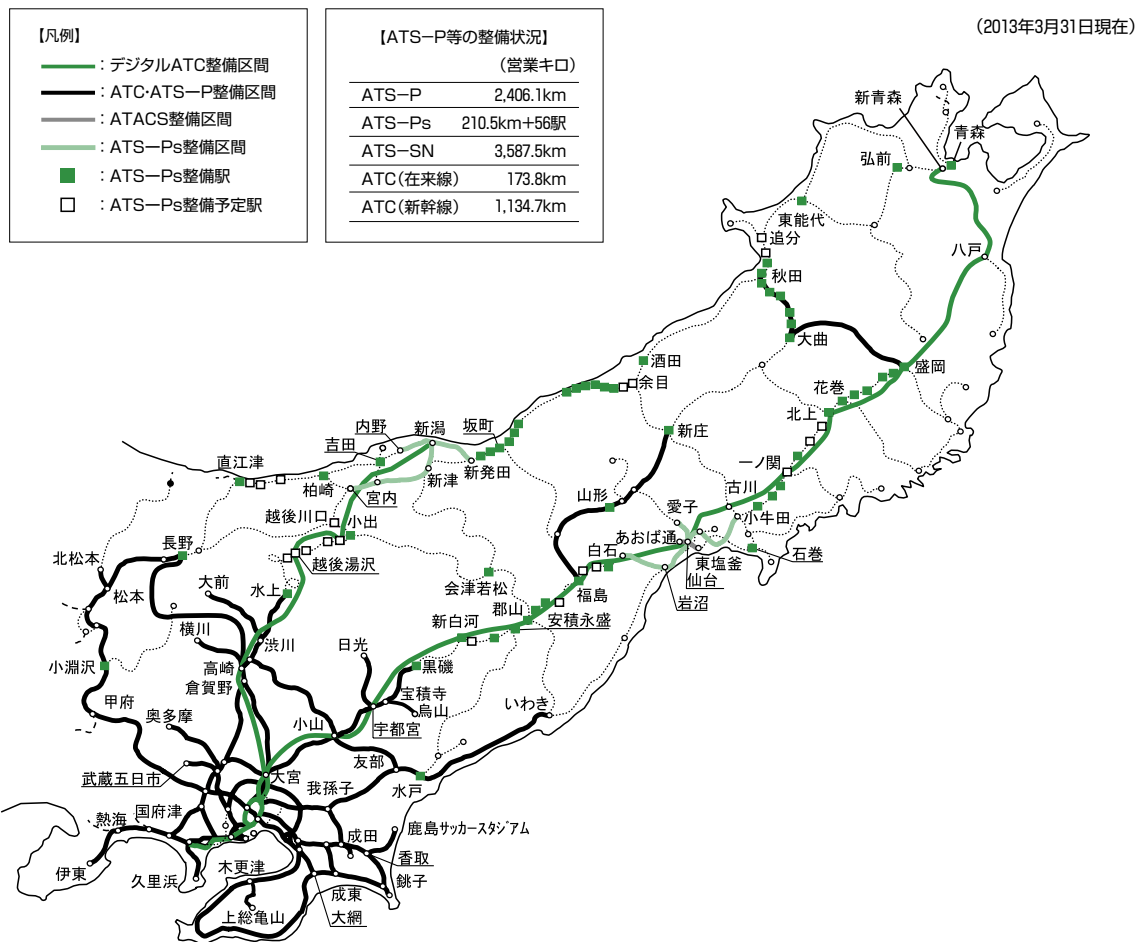 (2013年3月31日現在)
【凡例】
:デジタルATC整備区間
:ATC・ATS−P整備区間
:ATACS整備区間
:ATS−Ps整備区間
:ATS−Ps整備駅
:ATS−Ps整備予定駅
【ATS−P等の整備状況】
(営業キロ)
ATS−P 2,406.1km
ATS−Ps 210.5km+56駅
ATS−SN 3,587.5km
ATC(在来線) 173.8km
ATC(新幹線) 1,134.7km
新青森
青森
弘前
東能代
追分
八戸
秋田
大曲
盛岡
酒田
余目
花巻
北上
内野
新潟
坂町
吉田
新庄
直江津
新発田
一ノ関
柏崎
新津
宮内
山形
古川
愛子
越後川口
小出
小牛田
あおば通
北松本
長野
白石
東塩釜
石巻
越後湯沢
仙台
大前
水上
会津若松
福島
岩沼
松本
郡山
横川
新白河
安積永盛
渋川
日光
小淵沢
高崎
黒磯
倉賀野
宝積寺
甲府
烏山
いわき
奥多摩
小山
宇都宮
友部
武蔵五日市
大宮
水戸
我孫子
国府津
熱海
鹿島サッカースタジアム
成田
香取
木更津
伊東
久里浜
銚子
成東
上総亀山
大網